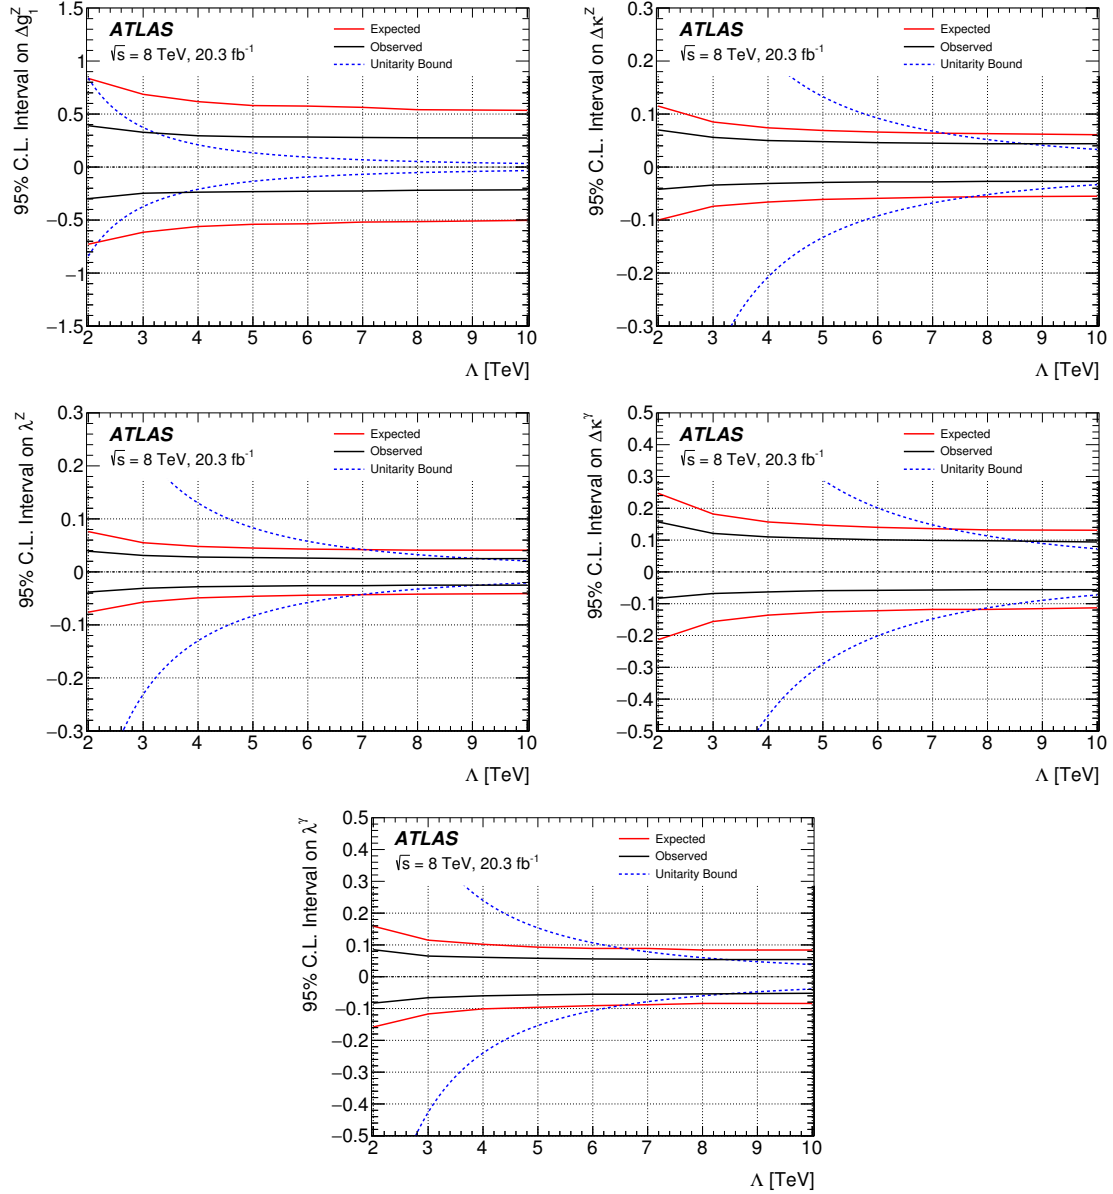 95% C.L. Interval on Δg₁ᶻ
1.5
1
0.5
0
−0.5
−1
−1.5
ATLAS
√s = 8 TeV, 20.3 fb⁻¹
Expected
Observed
Unitarity Bound
2 3 4 5 6 7 8 9 10
Λ [TeV]
95% C.L. Interval on Δκᶻ
0.3
0.2
0.1
0
−0.1
−0.2
−0.3
ATLAS
√s = 8 TeV, 20.3 fb⁻¹
Expected
Observed
Unitarity Bound
2 3 4 5 6 7 8 9 10
Λ [TeV]
95% C.L. Interval on λᶻ
0.3
0.2
0.1
0
−0.1
−0.2
−0.3
ATLAS
√s = 8 TeV, 20.3 fb⁻¹
Expected
Observed
Unitarity Bound
2 3 4 5 6 7 8 9 10
Λ [TeV]
95% C.L. Interval on Δκᵞ
0.5
0.4
0.3
0.2
0.1
0
−0.1
−0.2
−0.3
−0.4
−0.5
ATLAS
√s = 8 TeV, 20.3 fb⁻¹
Expected
Observed
Unitarity Bound
2 3 4 5 6 7 8 9 10
Λ [TeV]
95% C.L. Interval on λᵞ
0.5
0.4
0.3
0.2
0.1
0
−0.1
−0.2
−0.3
−0.4
−0.5
ATLAS
√s = 8 TeV, 20.3 fb⁻¹
Expected
Observed
Unitarity Bound
2 3 4 5 6 7 8 9 10
Λ [TeV]